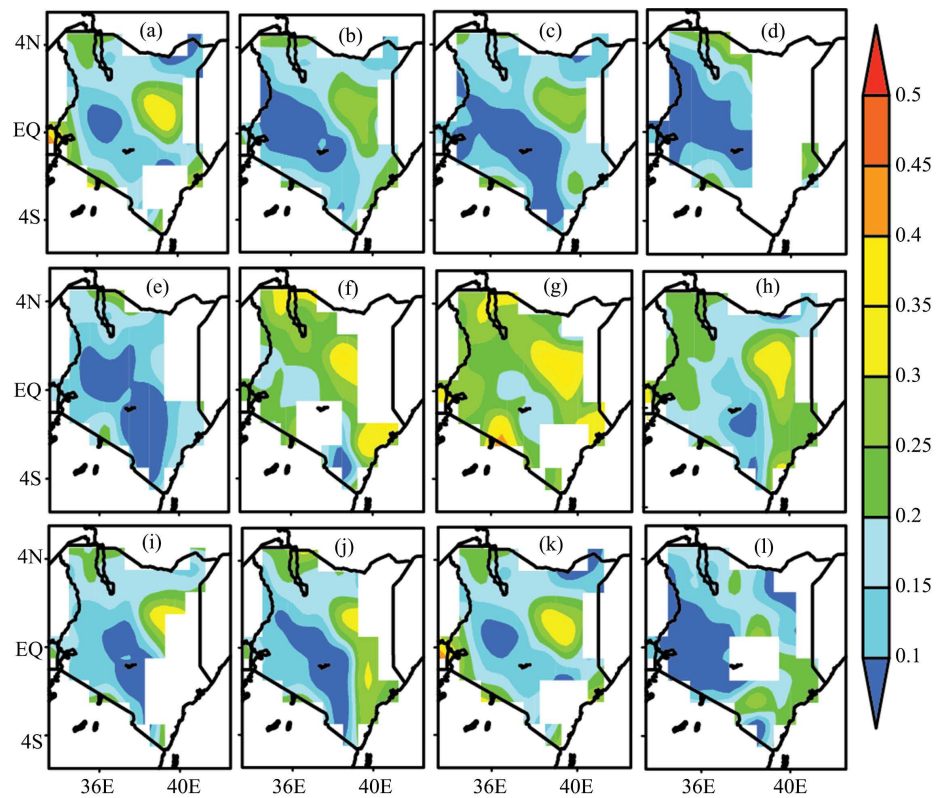 (a) (b) (c) (d)
4N
EQ
4S
(e) (f) (g) (h)
4N
EQ
4S
(i) (j) (k) (l)
4N
EQ
4S
36E 40E 36E 40E 36E 40E 36E 40E
0.5
0.45
0.4
0.35
0.3
0.25
0.2
0.15
0.1